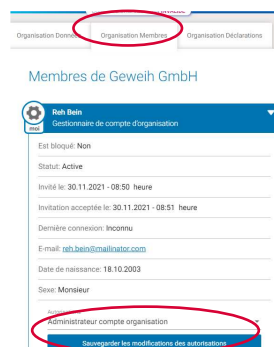 Organisation Données
Organisation Membres
Organisation Déclarations
Membres de Geweih GmbH
Reh Bein
Gestionnaire de compte d'organisation
moi
Est bloqué: Non
Statut: Active
Invité le: 30.11.2021 - 08:50 heure
Invitation acceptée le: 30.11.2021 - 08:51 heure
Dernière connexion: Inconnu
E-mail: reh.bein@mailinator.com
Date de naissance: 18.10.2003
Sexe: Monsieur
Administrateur compte organisation
Sauvegarder les modifications des autorisations